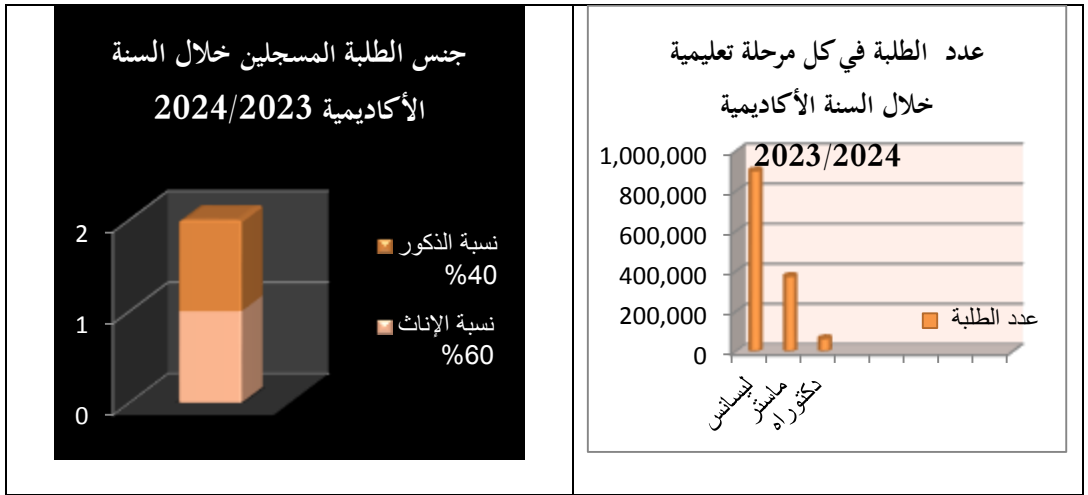 عدد الطلبة في كل مرحلة تعليمية
خلال السنة الأكاديمية
2023/2024
1,000,000
800,000
600,000
400,000
200,000
0
عدد الطلبة
ليسانس
ماستر
دكتوراه
جنس الطلبة المسجلين خلال السنة
الأكاديمية 2024/2023
2
1
0
نسبة الذكور
%40
نسبة الإناث
%60